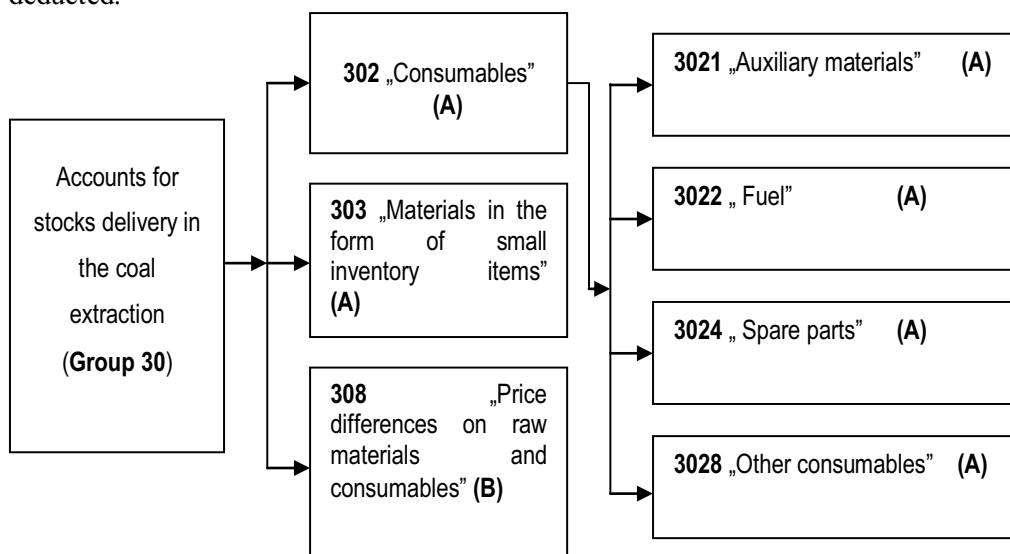 deducted.
Accounts for
stocks delivery in
the coal
extraction
(Group 30)
302 „Consumables”
(A)
303 „Materials in the
form of small
inventory items”
(A)
308 „Price
differences on raw
materials and
consumables” (B)
3021 „Auxiliary materials” (A)
3022 „ Fuel” (A)
3024 „ Spare parts” (A)
3028 „Other consumables” (A)